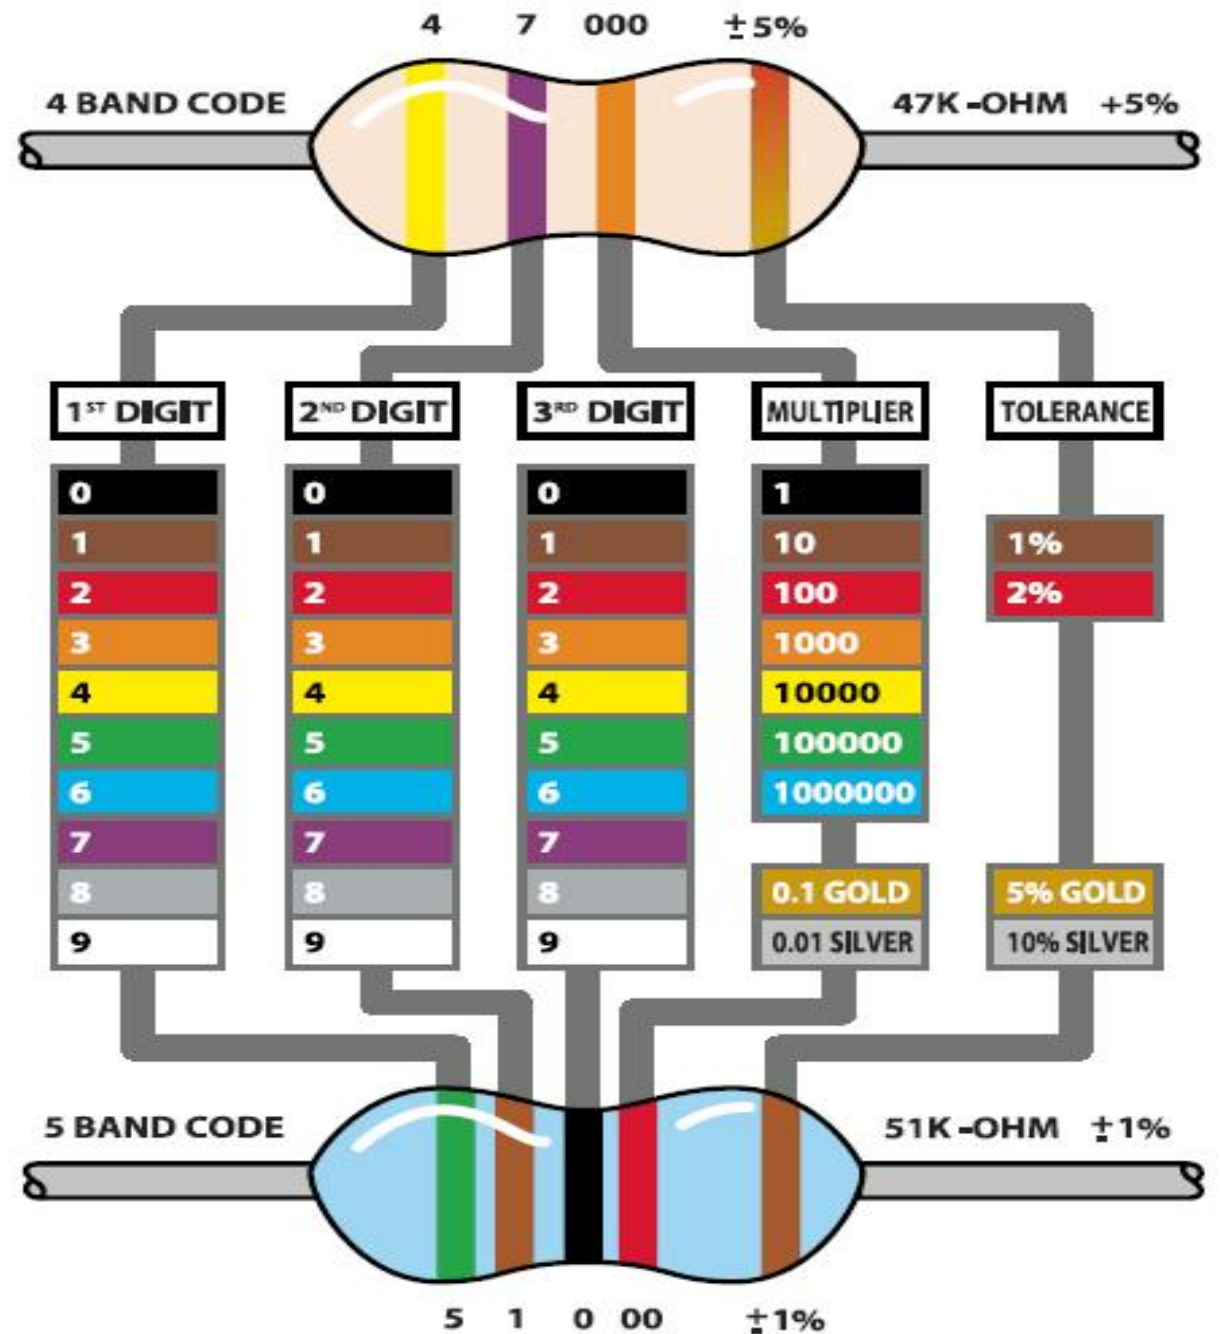 4 7 000 ±5%
4 BAND CODE
47K-OHM +5%
1ST DIGIT
2ND DIGIT
3RD DIGIT
MULTIPLIER
TOLERANCE
0 0 0 1
1 1 1 10 1%
2 2 2 100 2%
3 3 3 1000
4 4 4 10000
5 5 5 100000
6 6 6 1000000
7 7 7
8 8 8 0.1 GOLD 5% GOLD
9 9 9 0.01 SILVER 10% SILVER
5 BAND CODE
51K-OHM ±1%
5 1 0 00 ±1%